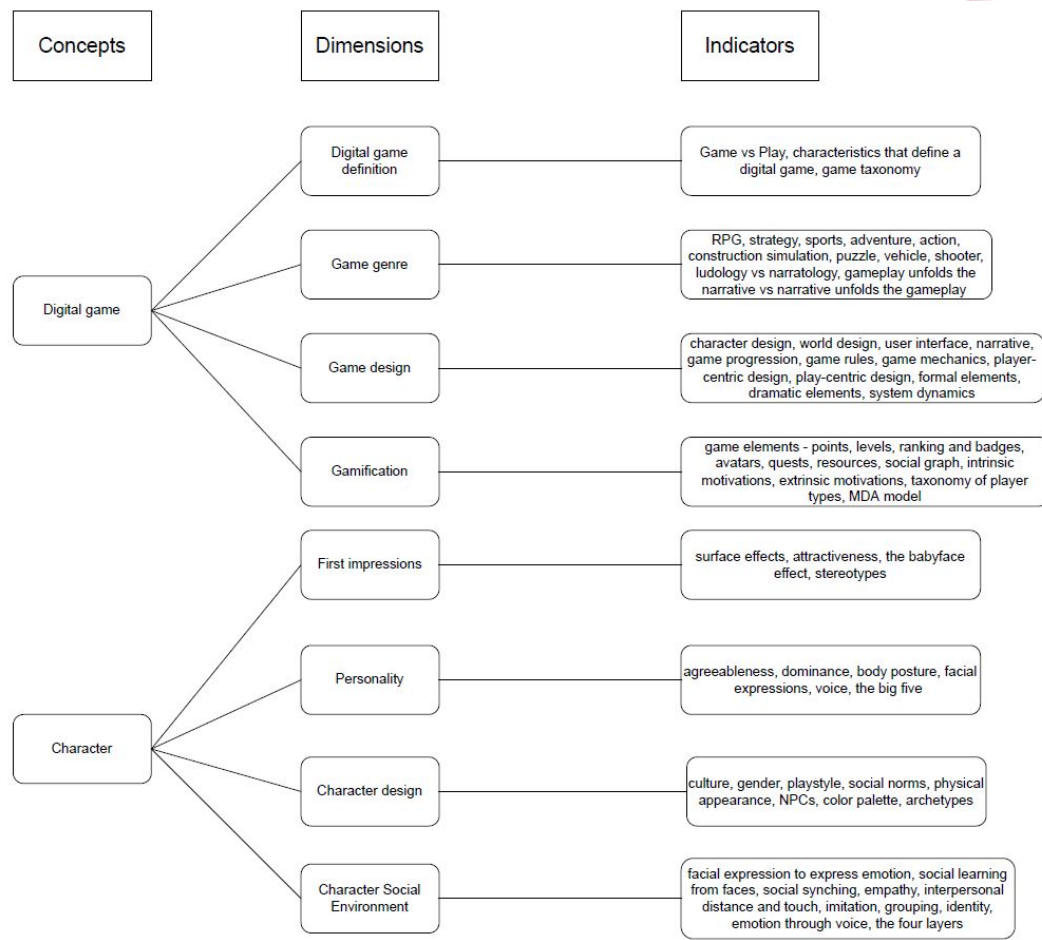 Concepts
Dimensions
Indicators
Digital game
Digital game
definition
Game vs Play, characteristics that define a
digital game, game taxonomy
Game genre
RPG, strategy, sports, adventure, action,
construction simulation, puzzle, vehicle, shooter,
ludology vs narratology, gameplay unfolds the
narrative vs narrative unfolds the gameplay
Game design
character design, world design, user interface, narrative,
game progression, game rules, game mechanics, player-
centric design, play-centric design, formal elements,
dramatic elements, system dynamics
Gamification
game elements - points, levels, ranking and badges,
avatars, quests, resources, social graph, intrinsic
motivations, extrinsic motivations, taxonomy of player
types, MDA model
Character
First impressions
surface effects, attractiveness, the babyface
effect, stereotypes
Personality
agreeableness, dominance, body posture, facial
expressions, voice, the big five
Character design
culture, gender, playstyle, social norms, physical
appearance, NPCs, color palette, archetypes
Character Social
Environment
facial expression to express emotion, social learning
from faces, social synching, empathy, interpersonal
distance and touch, imitation, grouping, identity,
emotion through voice, the four layers